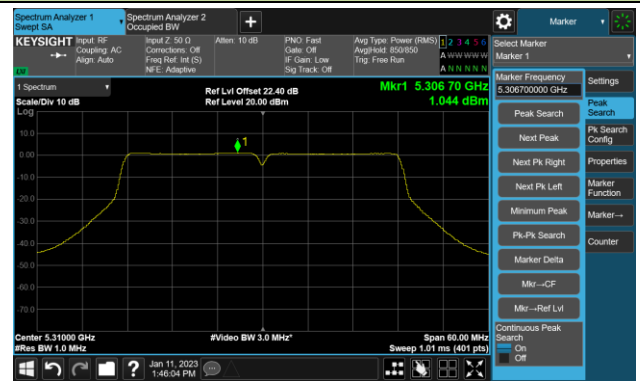 Spectrum Analyzer 1
Swept SA
Spectrum Analyzer 2
Occupied BW
Marker
KEYSIGHT
Input: RF
Coupling: AC
Align: Auto
Input Z: 50 Ω
Corrections: Off
Freq Ref: Int (S)
NFE: Adaptive
Atten: 10 dB
PNO: Fast
Gate: Off
IF Gain: Low
Sig Track: Off
Avg Type: Power (RMS)
Avg|Hold: 850/850
Trig: Free Run
1 2 3 4 5 6
A W W W W W
A N N N N N
Select Marker
Marker 1
1 Spectrum
Scale/Div 10 dB
Log
Ref Lvl Offset 22.40 dB
Ref Level 20.00 dBm
Mkr1 5.306 70 GHz
1.044 dBm
10.0
0.00
-10.0
-20.0
-30.0
-40.0
-50.0
-60.0
-70.0
1
Center 5.31000 GHz
#Res BW 1.0 MHz
#Video BW 3.0 MHz*
Span 60.00 MHz
Sweep 1.01 ms (401 pts)
Marker Frequency
5.306700000 GHz
Peak Search
Next Peak
Next Pk Right
Next Pk Left
Minimum Peak
Pk-Pk Search
Marker Delta
Mkr→CF
Mkr→Ref Lvl
Continuous Peak
Search
On
Off
Settings
Peak
Search
Pk Search
Config
Properties
Marker
Function
Marker→
Counter
?
Jan 11, 2023
1:46:04 PM